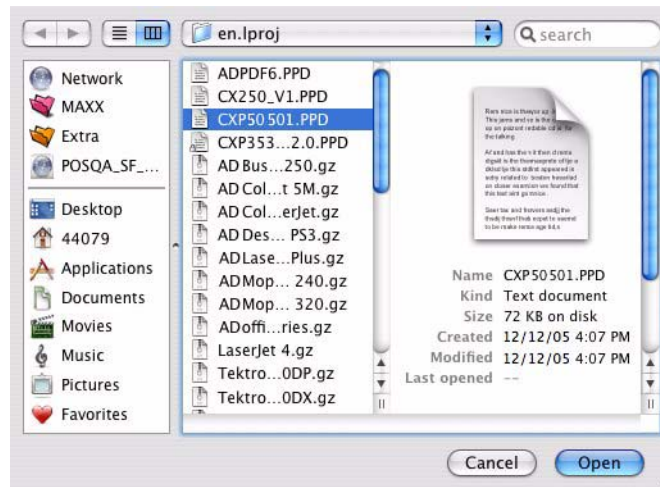 en.lproj
search
Network
MAXX
Extra
POSQA_SF_...
Desktop
44079
Applications
Documents
Movies
Music
Pictures
Favorites
ADPDF6.PPD
CX250_V1.PPD
CXP50501.PPD
CXP353...2.0.PPD
AD Bus...250.gz
AD Col...t 5M.gz
AD Col...erJet.gz
AD Des... PS3.gz
ADLase...Plus.gz
ADMop... 240.gz
ADMop... 320.gz
ADoffi...ries.gz
LaserJet 4.gz
Tektro...0DP.gz
Tektro...0DX.gz
Name CXP50501.PPD
Kind Text document
Size 72 KB on disk
Created 12/12/05 4:07 PM
Modified 12/12/05 4:07 PM
Last opened --
Cancel
Open